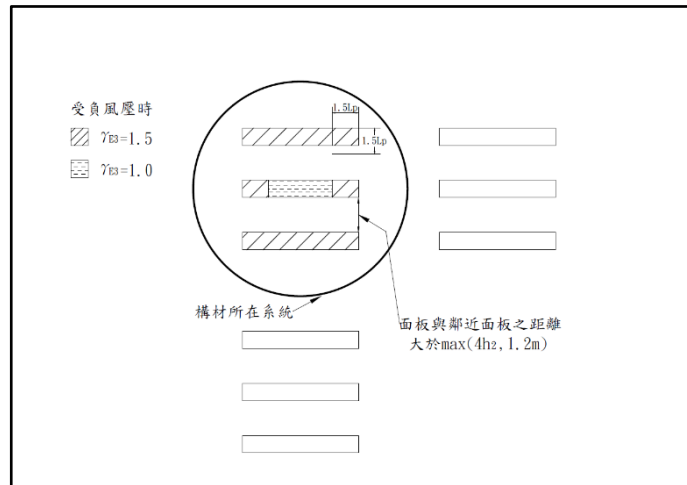 受負風壓時
γE3=1.5
γE3=1.0
1.5Lp
1.5Lp
構材所在系統
面板與鄰近面板之距離
大於max(4h2, 1.2m)